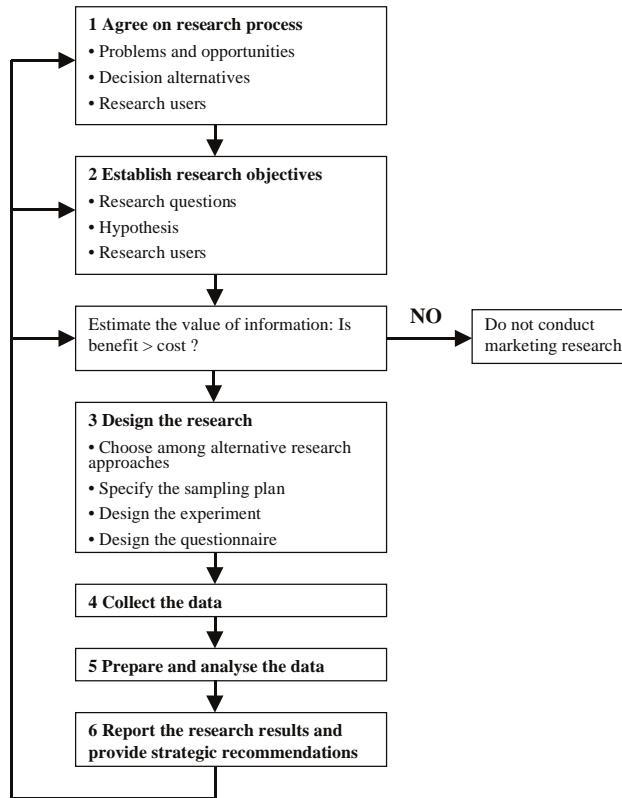 1 Agree on research process
• Problems and opportunities
• Decision alternatives
• Research users
2 Establish research objectives
• Research questions
• Hypothesis
• Research users
Estimate the value of information: Is
benefit > cost ?
NO
Do not conduct
marketing research
3 Design the research
• Choose among alternative research
approaches
• Specify the sampling plan
• Design the experiment
• Design the questionnaire
4 Collect the data
5 Prepare and analyse the data
6 Report the research results and
provide strategic recommendations